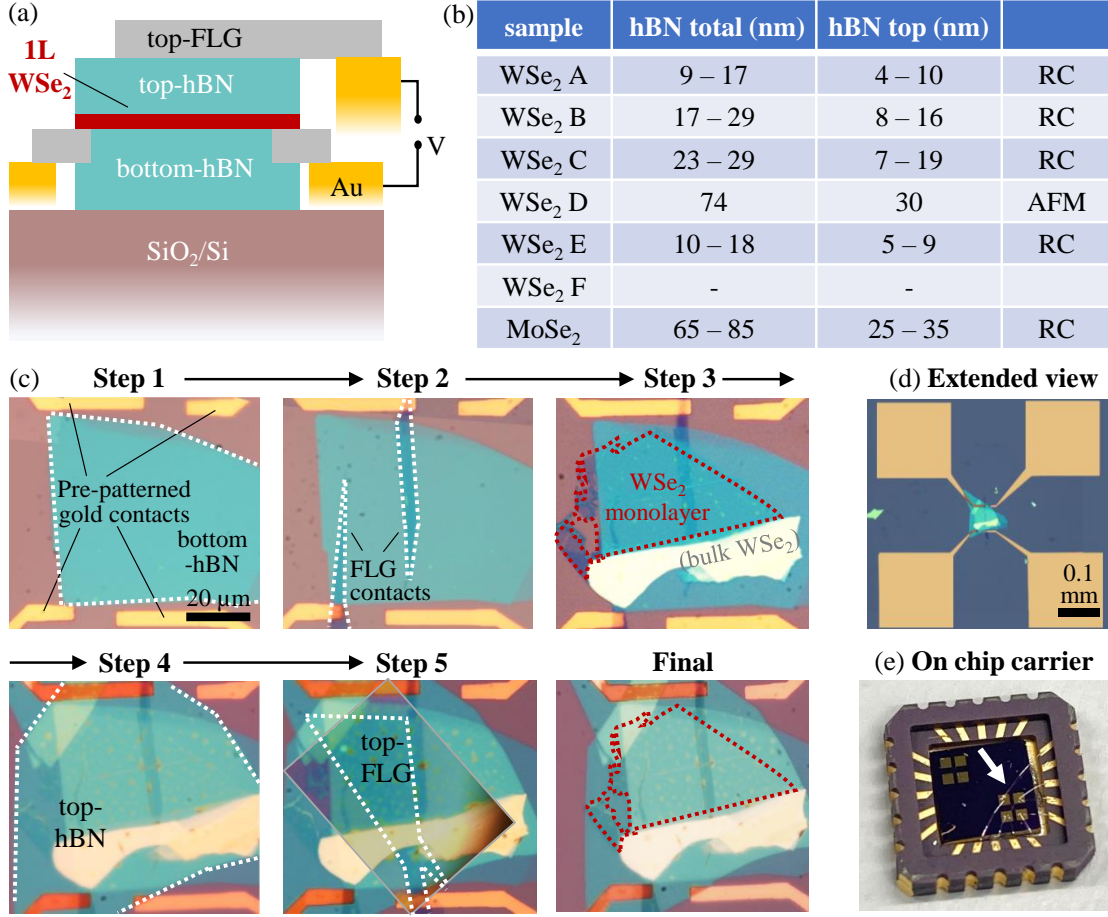 (a)
top-FLG
1L
WSe₂
top-hBN
bottom-hBN
V
Au
SiO₂/Si
(b)
sample hBN total (nm) hBN top (nm)
WSe₂ A 9 – 17 4 – 10 RC
WSe₂ B 17 – 29 8 – 16 RC
WSe₂ C 23 – 29 7 – 19 RC
WSe₂ D 74 30 AFM
WSe₂ E 10 – 18 5 – 9 RC
WSe₂ F - -
MoSe₂ 65 – 85 25 – 35 RC
(c) Step 1 Step 2 Step 3
Pre-patterned
gold contacts
bottom
-hBN
20 µm
FLG
contacts
WSe₂
monolayer
(bulk WSe₂)
(d) Extended view
0.1
mm
Step 4 Step 5 Final
top-
hBN
top-
FLG
(e) On chip carrier